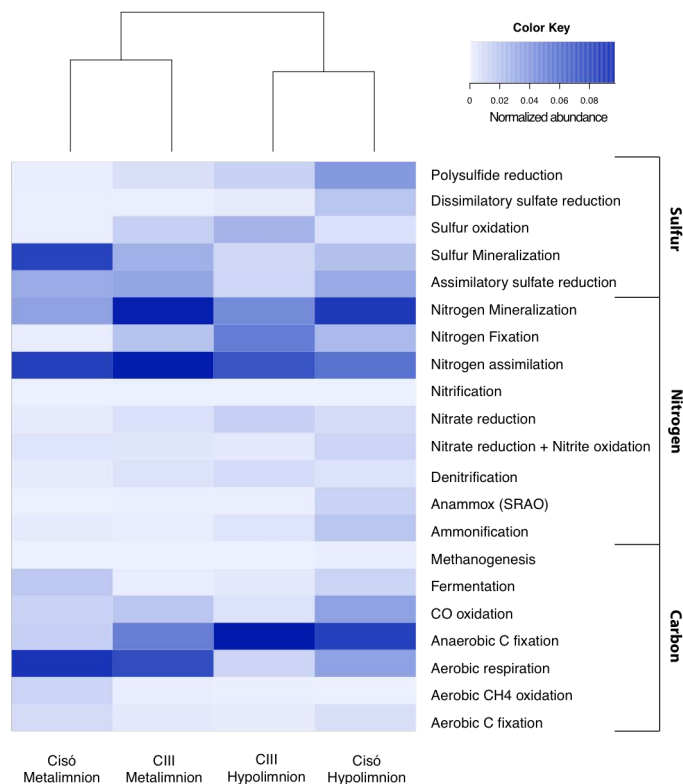 Color Key
0 0.02 0.04 0.06 0.08
Normalized abundance
Polysulfide reduction
Dissimilatory sulfate reduction
Sulfur oxidation
Sulfur Mineralization
Assimilatory sulfate reduction
Sulfur
Nitrogen Mineralization
Nitrogen Fixation
Nitrogen assimilation
Nitrification
Nitrate reduction
Nitrate reduction + Nitrite oxidation
Denitrification
Anammox (SRAO)
Ammonification
Nitrogen
Methanogenesis
Fermentation
CO oxidation
Anaerobic C fixation
Aerobic respiration
Aerobic CH4 oxidation
Aerobic C fixation
Carbon
Cisó
Metalimnion
CIII
Metalimnion
CIII
Hypolimnion
Cisó
Hypolimnion